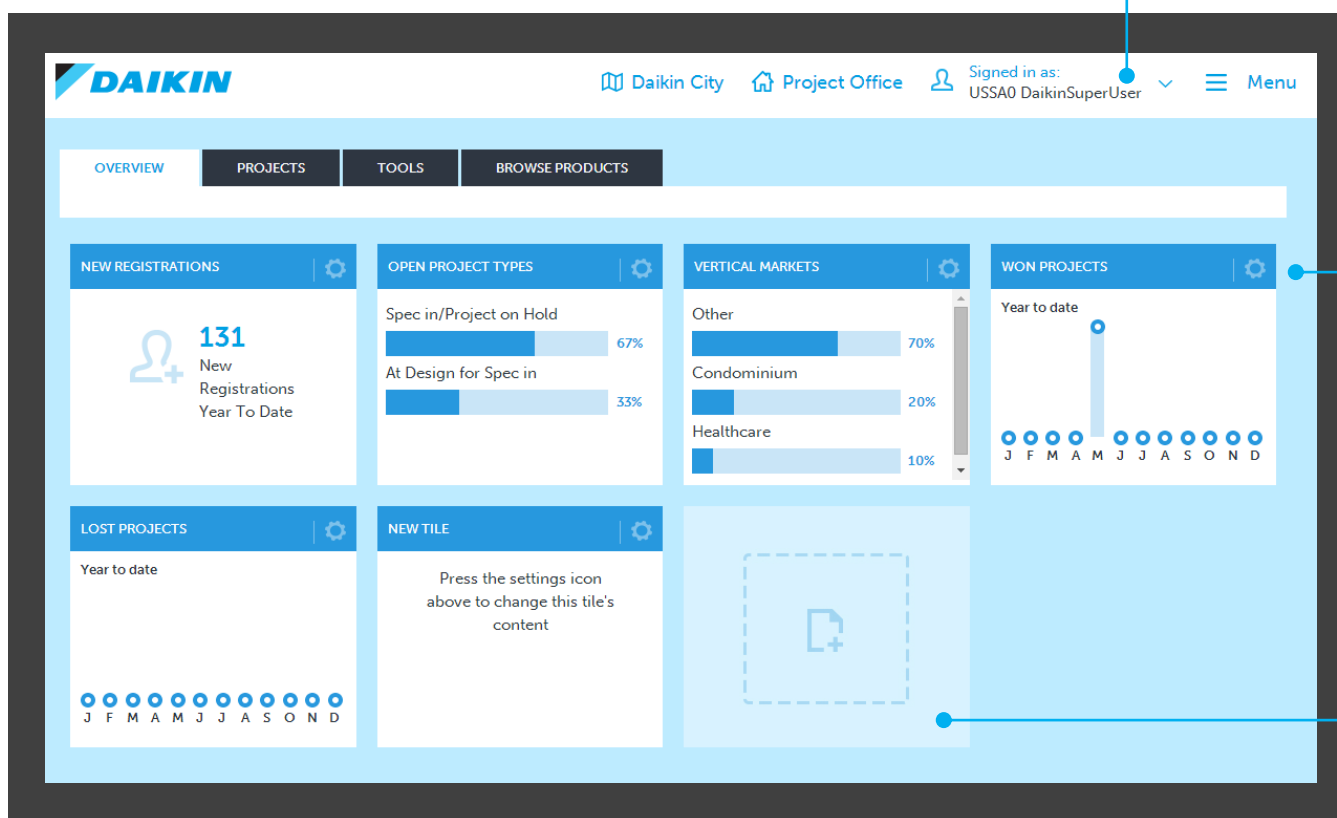 DAIKIN
Daikin City
Project Office
Signed in as:
USSA0 DaikinSuperUser
Menu
OVERVIEW
PROJECTS
TOOLS
BROWSE PRODUCTS
NEW REGISTRATIONS
131
New
Registrations
Year To Date
OPEN PROJECT TYPES
Spec in/Project on Hold
67%
At Design for Spec in
33%
VERTICAL MARKETS
Other
70%
Condominium
20%
Healthcare
10%
WON PROJECTS
Year to date
J F M A M J J A S O N D
LOST PROJECTS
Year to date
J F M A M J J A S O N D
NEW TILE
Press the settings icon
above to change this tile's
content